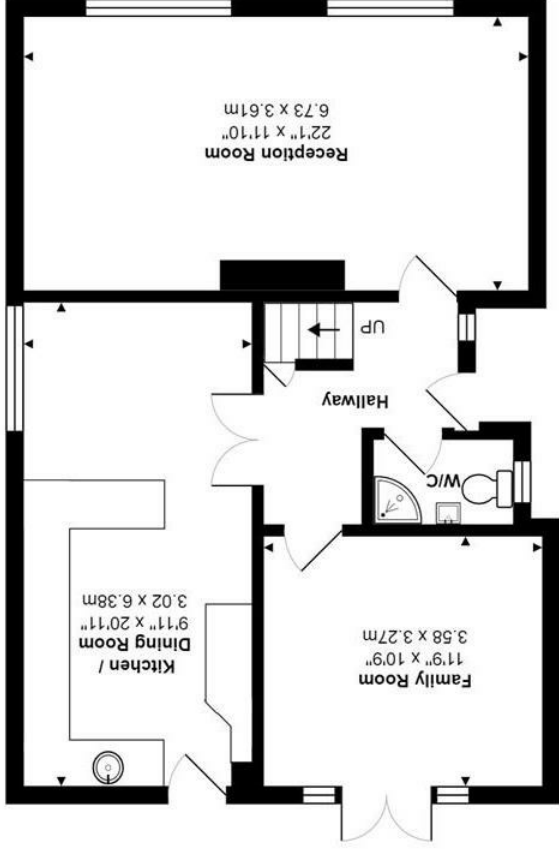 Family Room
11'9" x 10'9"
3.58 x 3.27m
Kitchen /
Dining Room
9'11" x 20'11"
3.02 x 6.38m
W/C
Hallway
UP
Reception Room
22'1" x 11'10"
6.73 x 3.61m